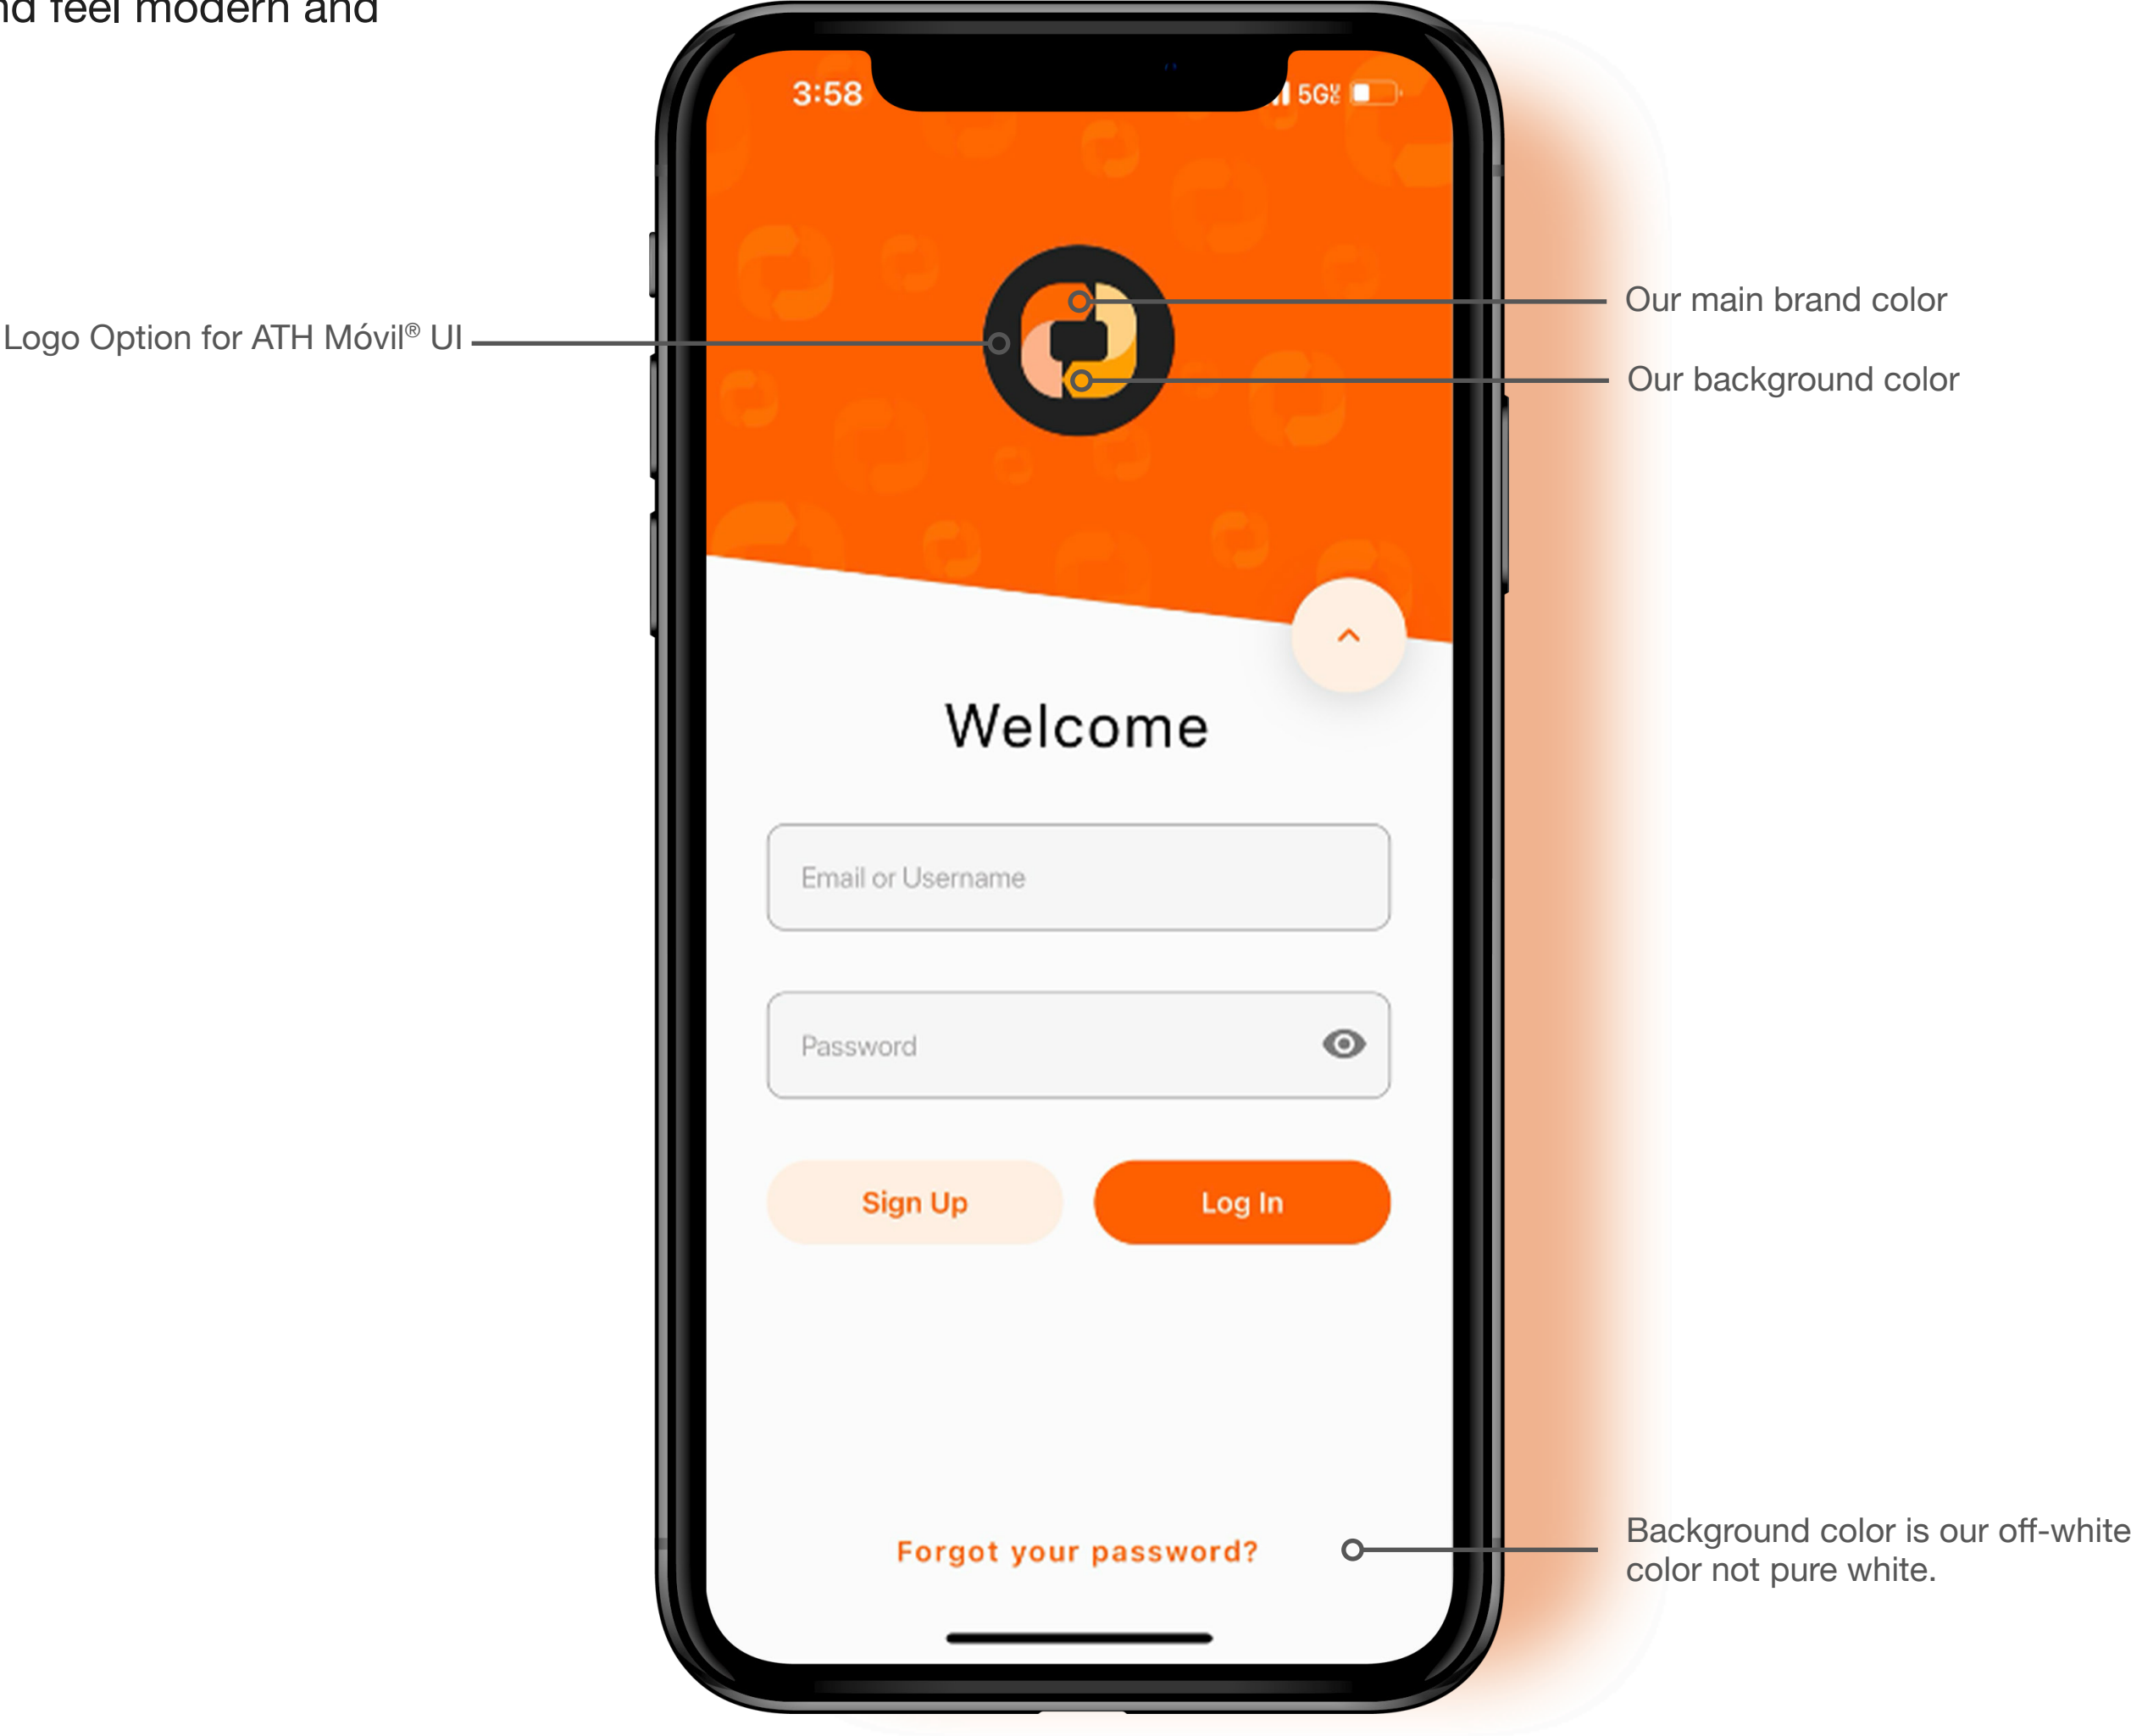 nd feel modern and
3:58
5G
Our main brand color
Logo Option for ATH Móvil® UI
Our background color
Welcome
Email or Username
Password
Sign Up
Log In
Background color is our off-white
color not pure white.
Forgot your password?